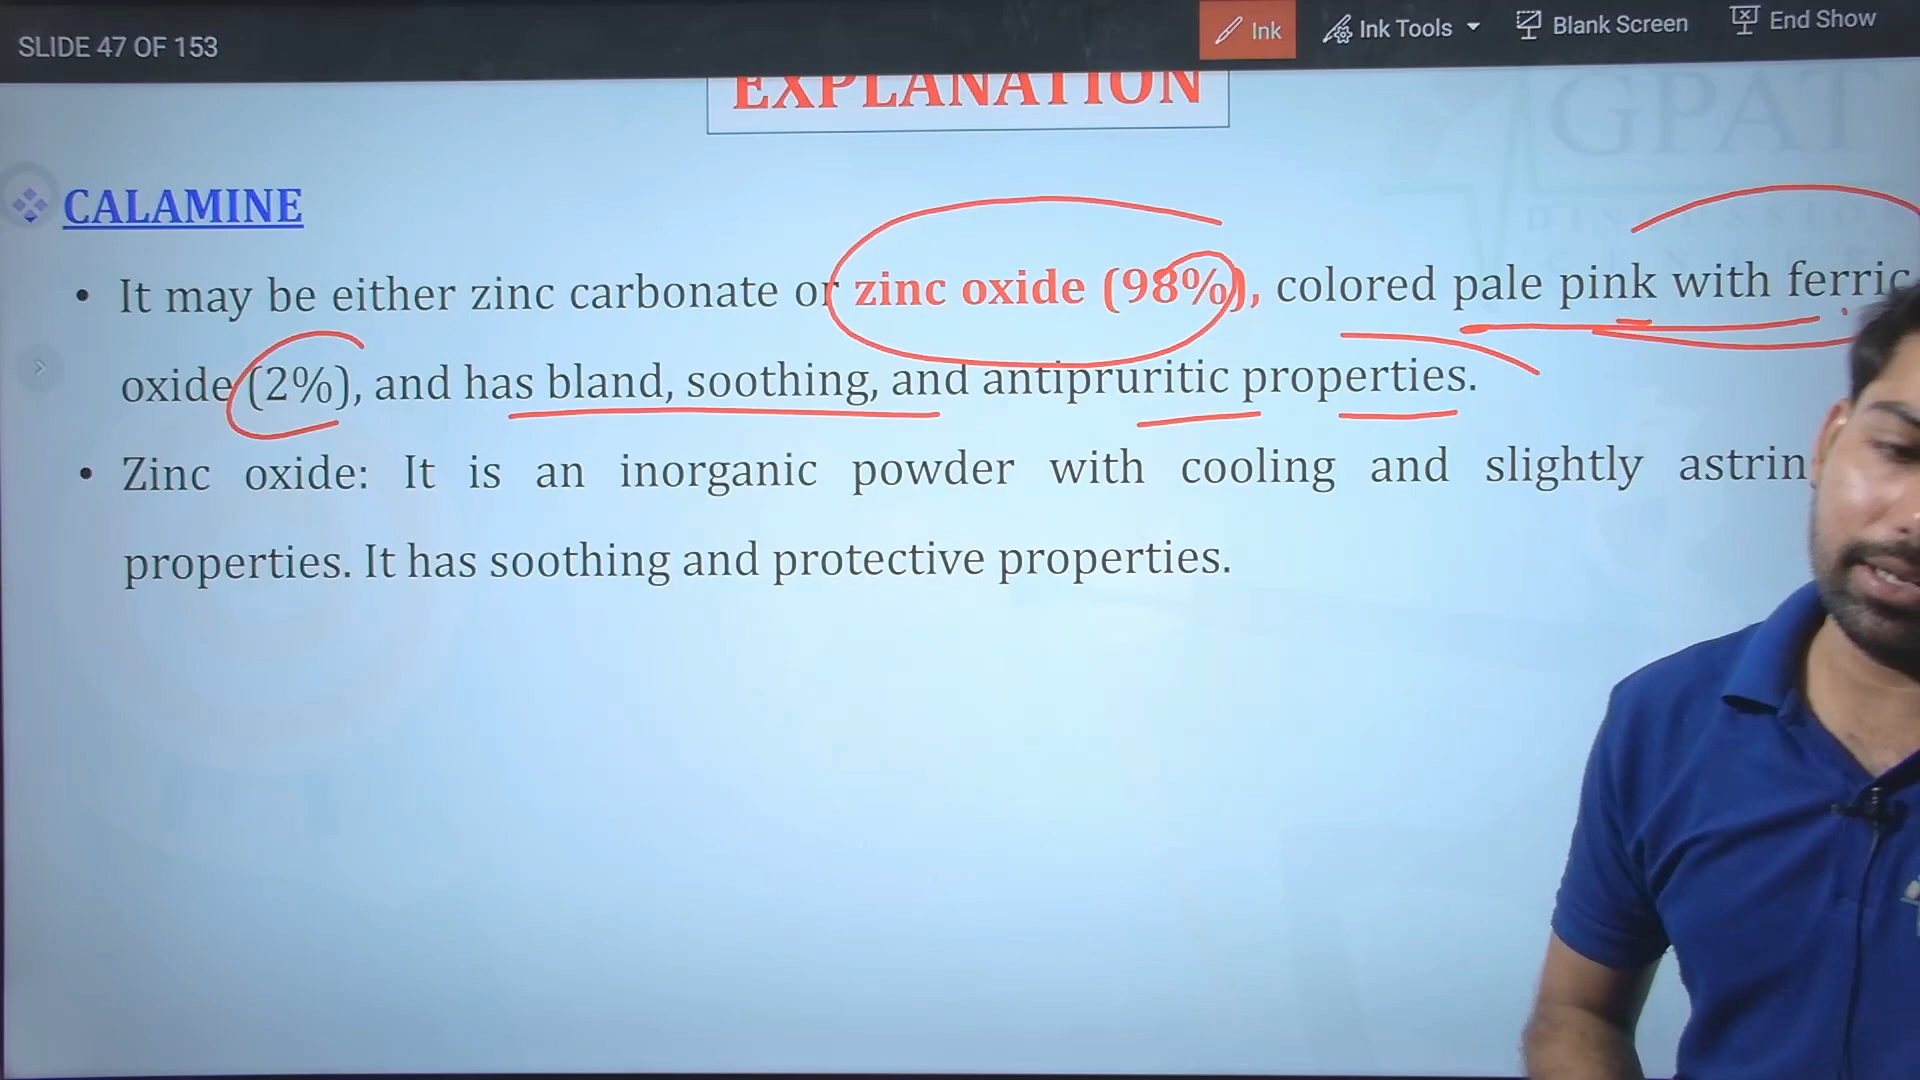 SLIDE 47 OF 153
Ink
Ink Tools
Blank Screen
End Show
EXPLANATION
GPAT
CALAMINE
• It may be either zinc carbonate or zinc oxide (98%), colored pale pink with ferric
oxide (2%), and has bland, soothing, and antipruritic properties.
• Zinc oxide: It is an inorganic powder with cooling and slightly astrin
properties. It has soothing and protective properties.